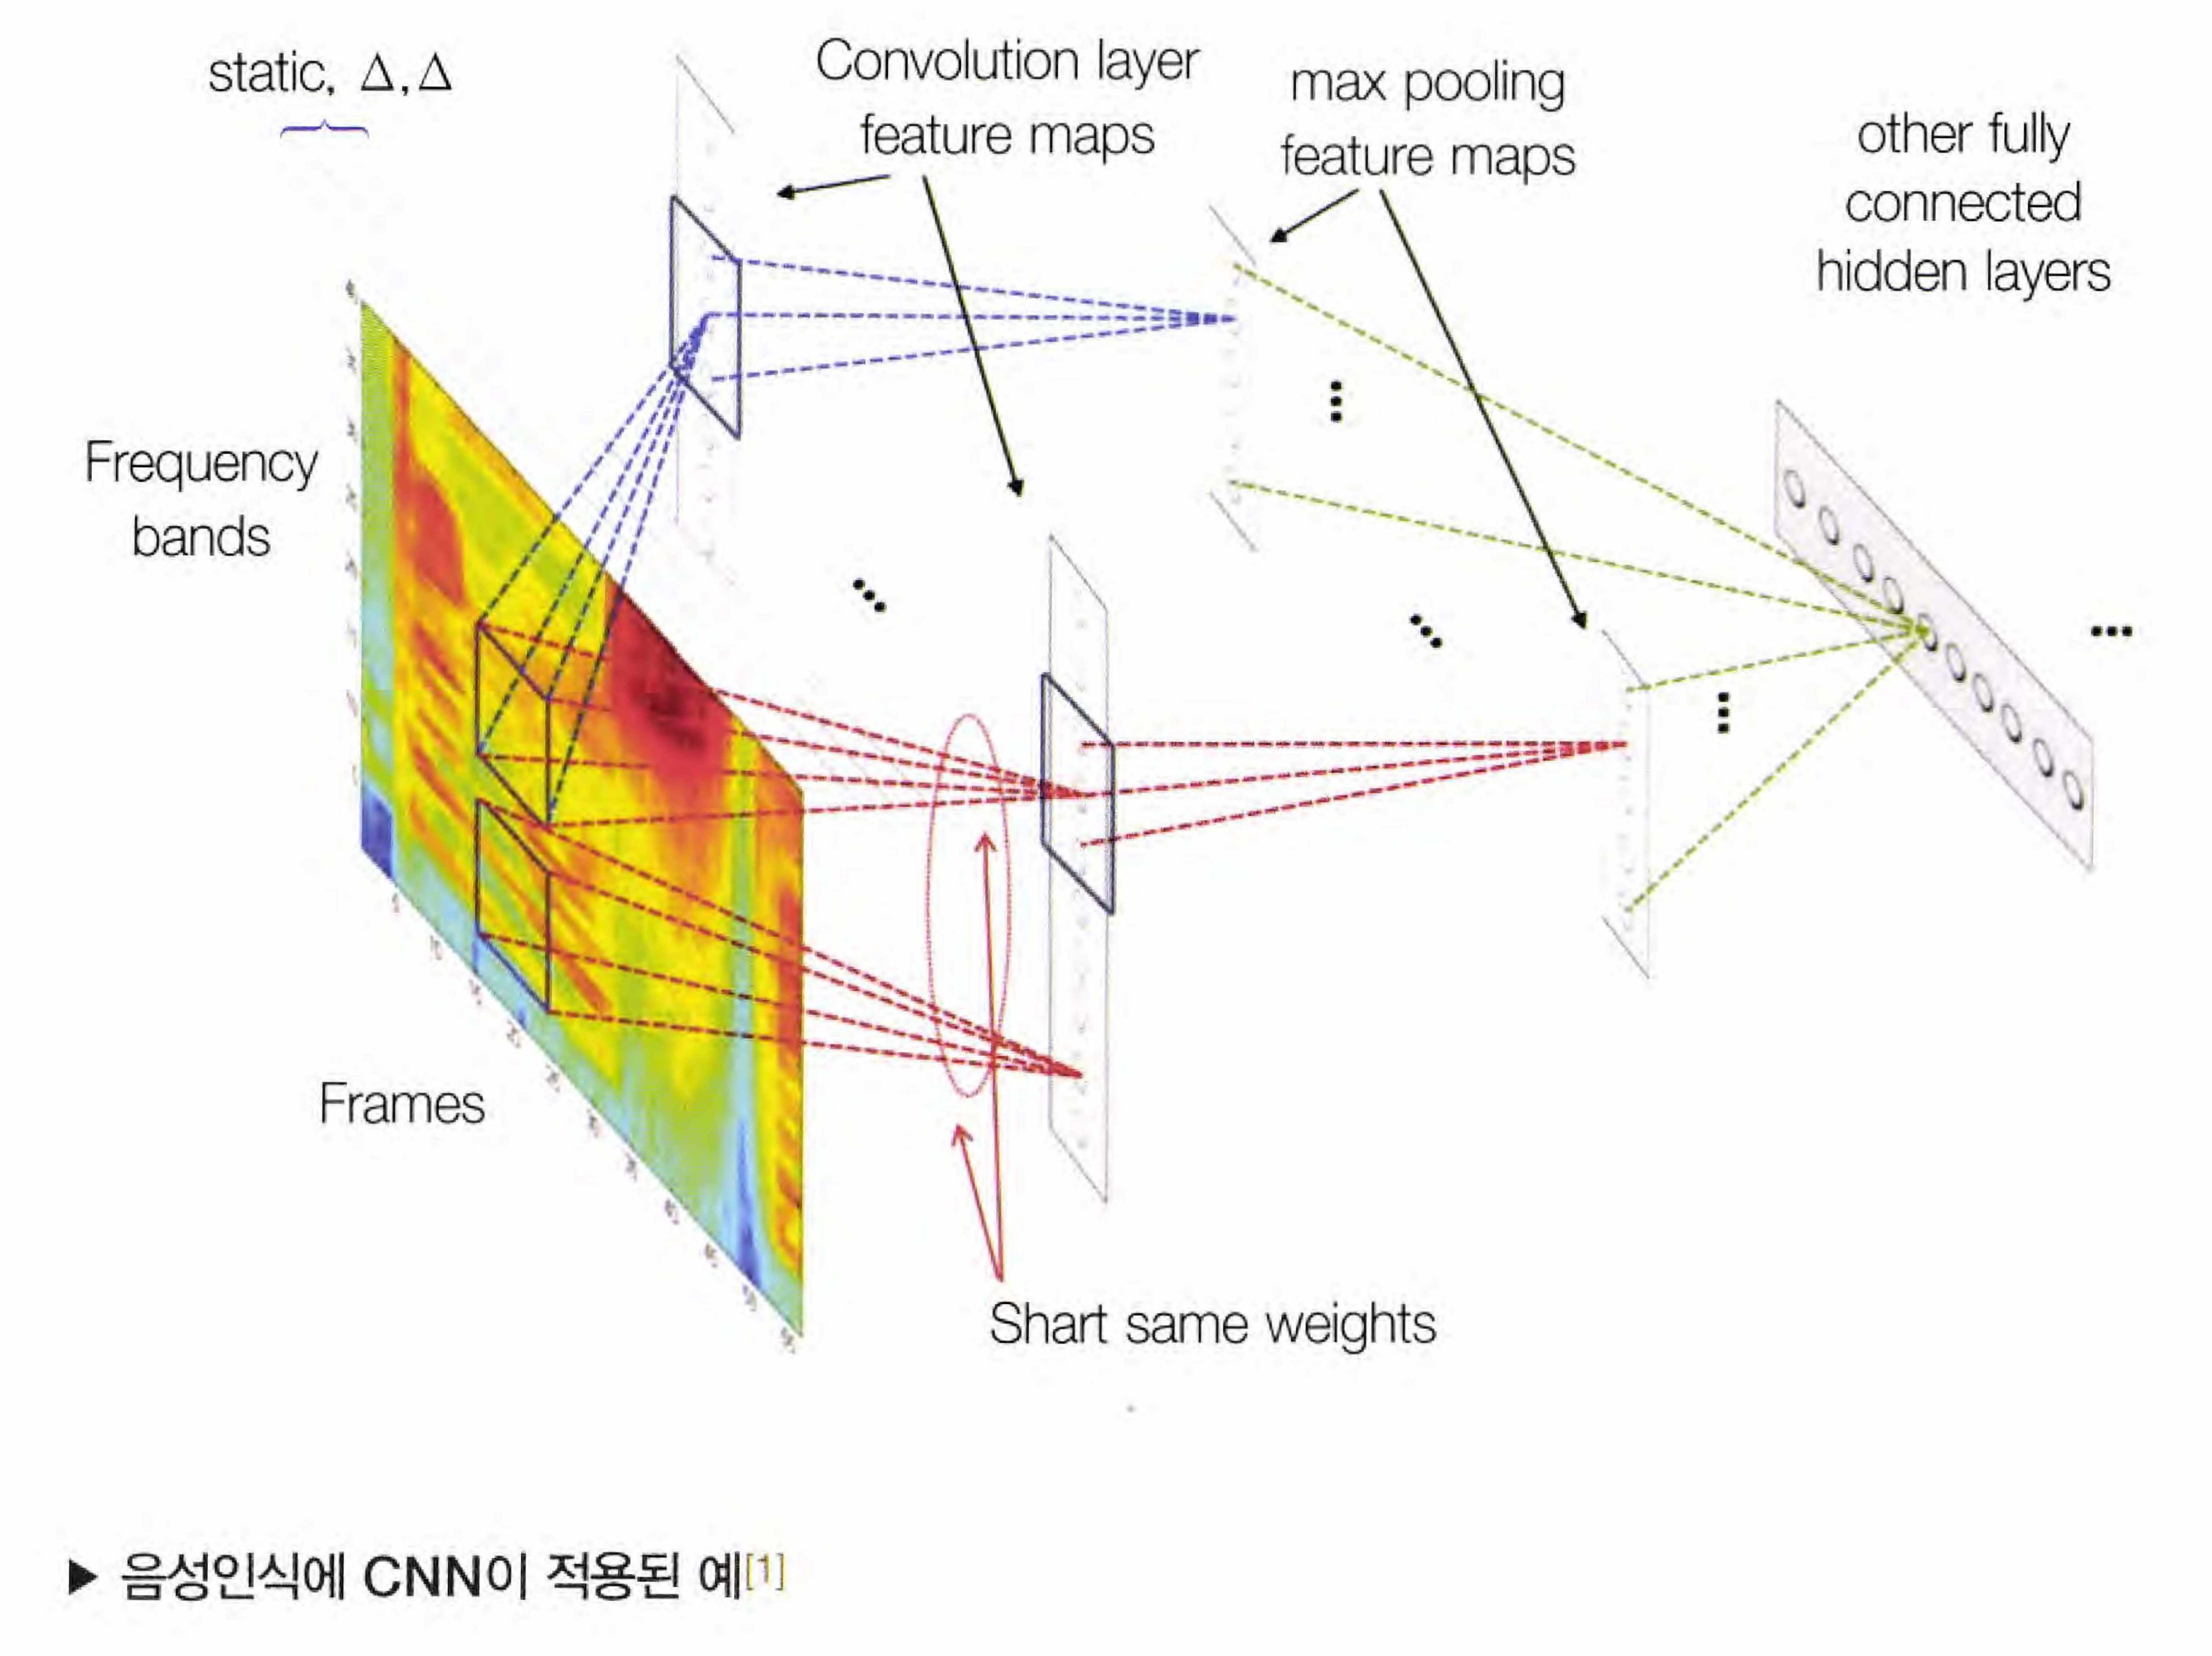 static, Δ, Δ
Convolution layer
feature maps
max pooling
feature maps
other fully
connected
hidden layers
Frequency
bands
Frames
Shart same weights
▶ 음성인식에 CNN이 적용된 예[1]